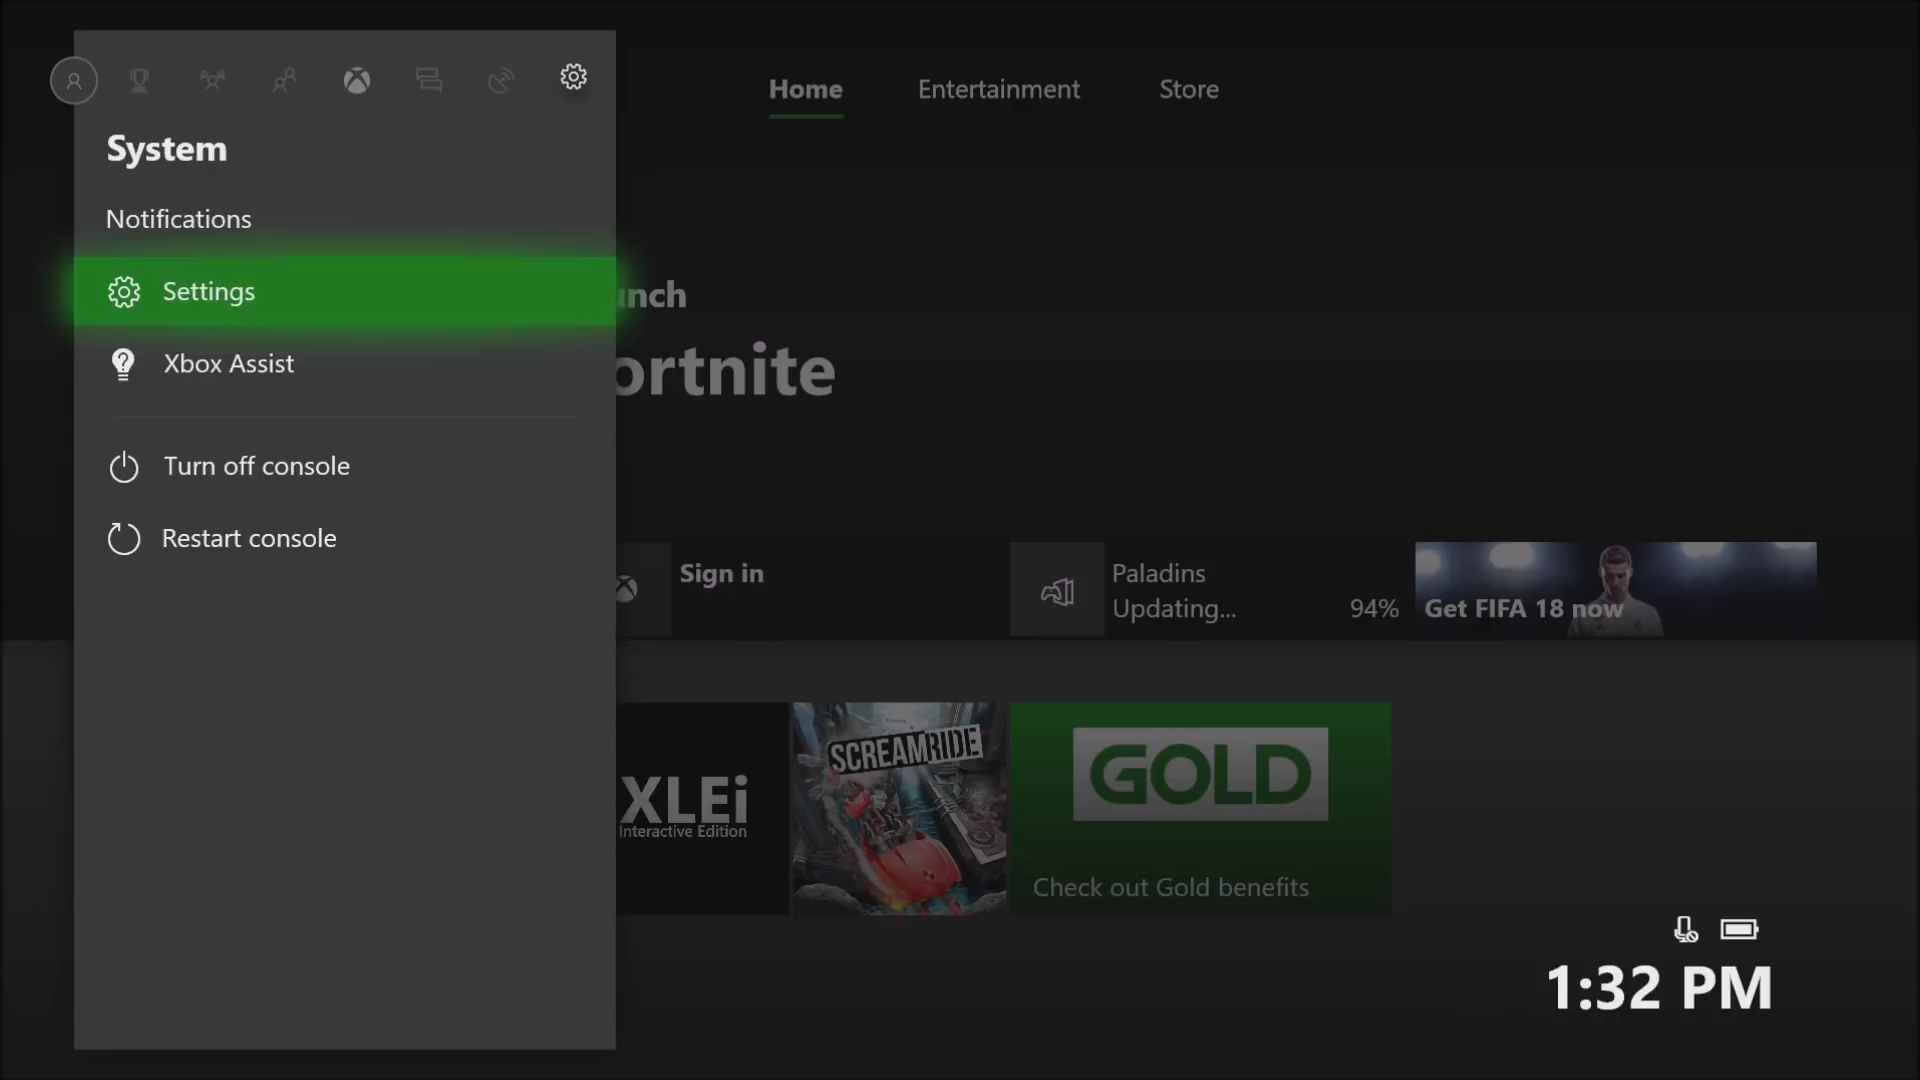 Home
Entertainment
Store
System
Notifications
Settings
Xbox Assist
Turn off console
Restart console
unch
ortnite
Sign in
Paladins
Updating...
94%
Get FIFA 18 now
XLEi
Interactive Edition
SCREAMRIDE
GOLD
Check out Gold benefits
1:32 PM